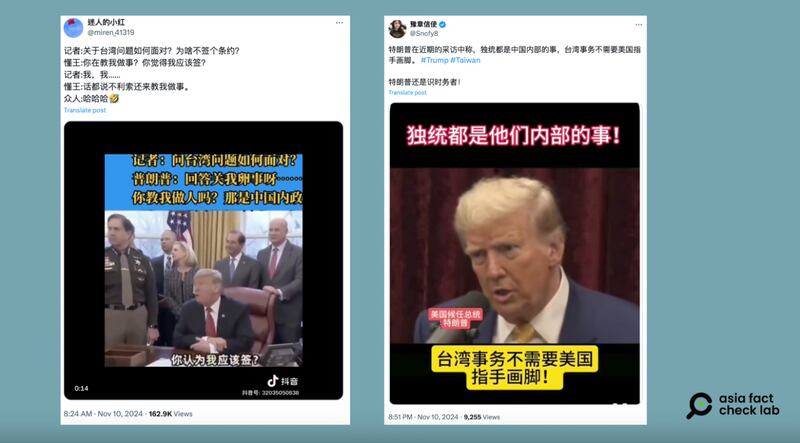 迷人的小红
@miren_41319
记者:关于台湾问题如何面对？为啥不签个条约?
懂王:你在教我做事？你觉得我应该签?
记者:我，我......
懂王:话都说不利索还来教我做事。
众人:哈哈哈🤣
Translate post
记者：问台湾问题如何面对？
普朗普：回答关我卵事呀……
你教我做人吗？那是中国内政
你认为我应该签？
0:14
抖音
抖音号: 32035050838
8:24 AM · Nov 10, 2024 · 162.9K Views
豫章信使
@Snofy8
特朗普在近期的采访中称，独统都是中国内部的事，台湾事务不需要美国指
手画脚。 #Trump #Taiwan
特朗普还是识时务者！
Translate post
独统都是他们内部的事！
美国候任总统
特朗普
台湾事务不需要美国
指手画脚！
8:51 PM · Nov 10, 2024 · 9,255 Views
asia fact
check lab